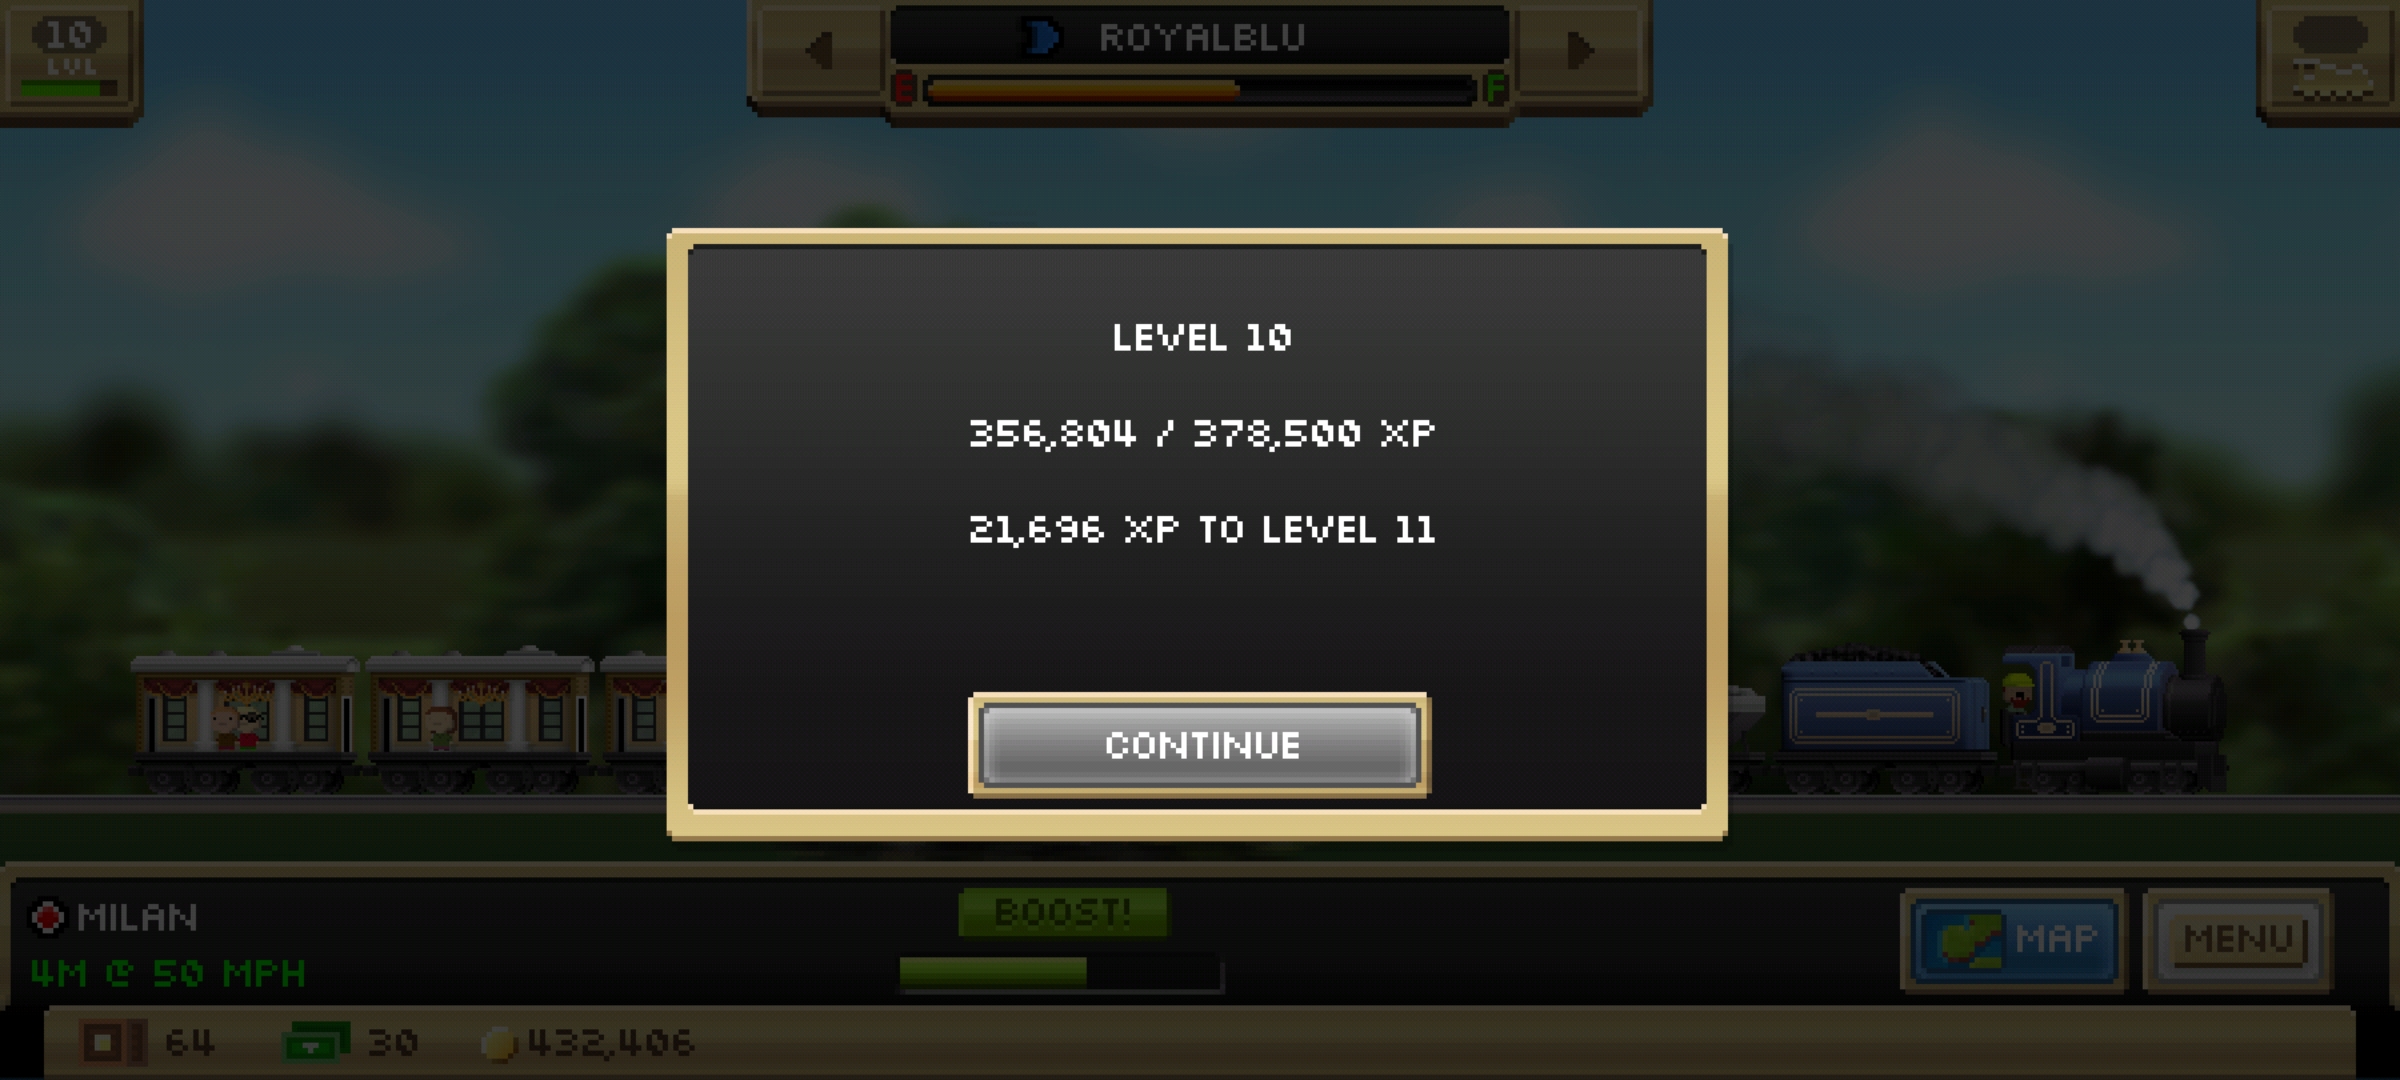 10
LVL
ROYALBLU
E F
LEVEL 10
356,804 / 378,500 XP
21,696 XP TO LEVEL 11
CONTINUE
MILAN
4M @ 50 MPH
BOOST!
MAP
MENU
64
30
432,406